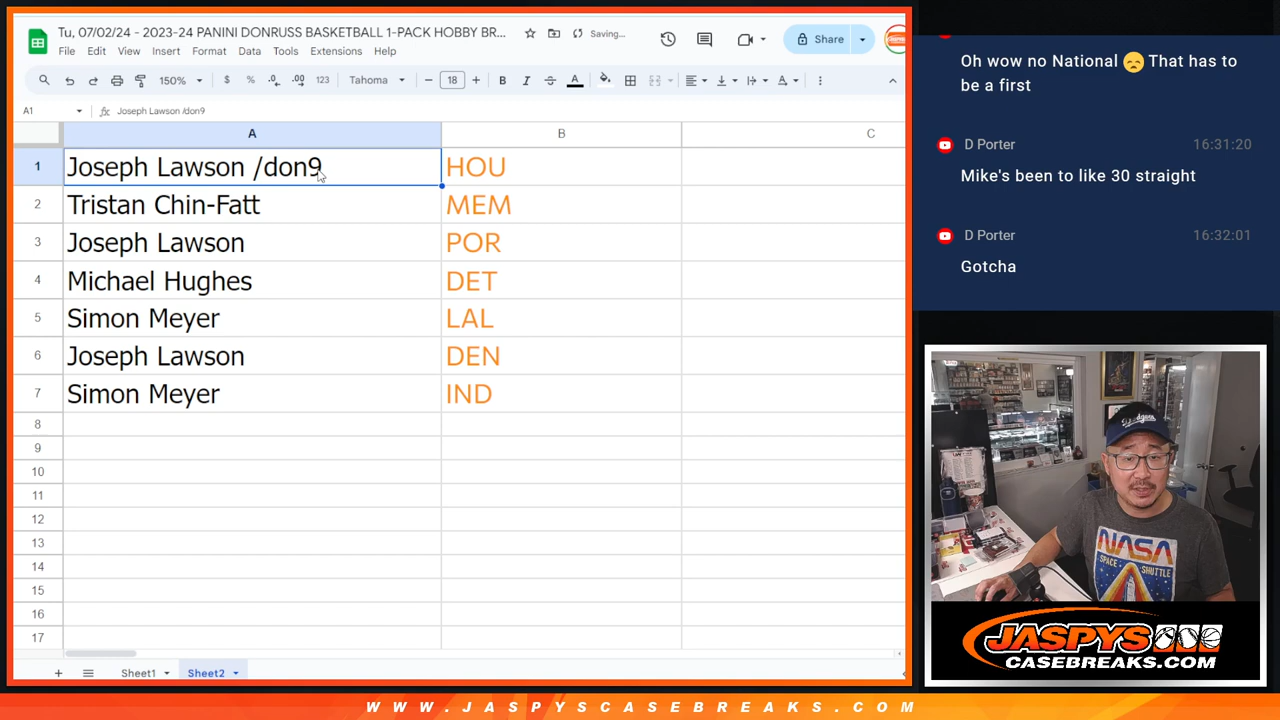 Tu, 07/02/24 - 2023-24 PANINI DONRUSS BASKETBALL 1-PACK HOBBY BR...
Saving...
File Edit View Insert Format Data Tools Extensions Help
Share
150% $ % .0 .00 123 Tahoma 18 B I A
A1 fx Joseph Lawson /don9
A B C
1 Joseph Lawson /don9 HOU
2 Tristan Chin-Fatt MEM
3 Joseph Lawson POR
4 Michael Hughes DET
5 Simon Meyer LAL
6 Joseph Lawson DEN
7 Simon Meyer IND
8
9
10
11
12
13
14
15
16
17
Sheet1 Sheet2
Oh wow no National 😞 That has to
be a first
D Porter 16:31:20
Mike's been to like 30 straight
D Porter 16:32:01
Gotcha
Dodgers
NASA
SPACE SHUTTLE
JASPYS
CASEBREAKS.COM
WWW.JASPYSCASEBREAKS.COM